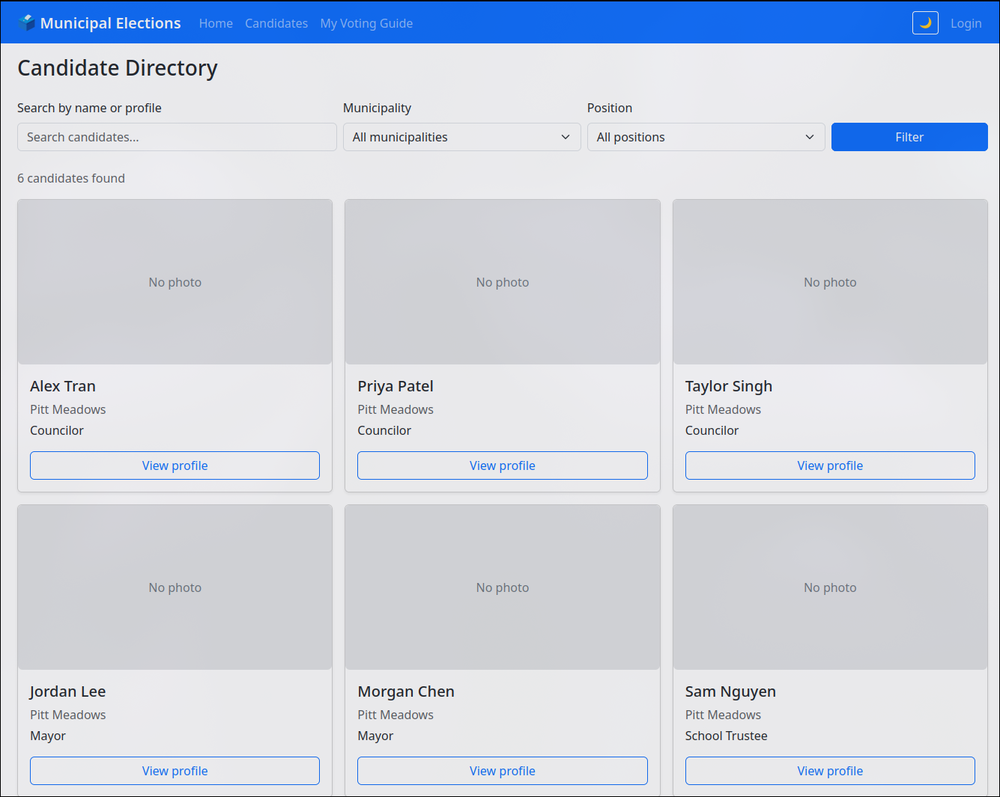 Municipal Elections Home Candidates My Voting Guide Login
Candidate Directory
Search by name or profile Municipality Position
Search candidates... All municipalities All positions Filter
6 candidates found
No photo No photo No photo
Alex Tran Priya Patel Taylor Singh
Pitt Meadows Pitt Meadows Pitt Meadows
Councilor Councilor Councilor
View profile View profile View profile
No photo No photo No photo
Jordan Lee Morgan Chen Sam Nguyen
Pitt Meadows Pitt Meadows Pitt Meadows
Mayor Mayor School Trustee
View profile View profile View profile